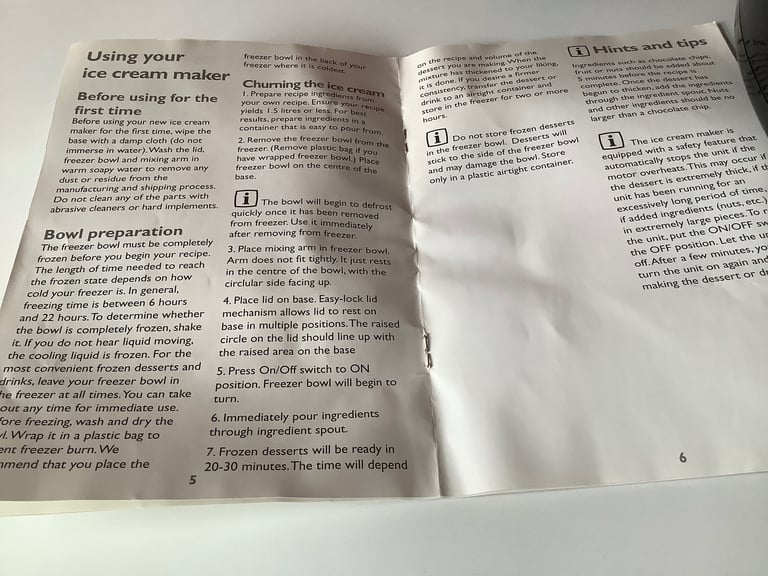 Using your
ice cream maker
Before using for the
first time
Before using your new ice cream
maker for the first time, wipe the
base with a damp cloth (do not
immerse in water). Wash the lid,
freezer bowl and mixing arm in
warm soapy water to remove any
dust or residue from the
manufacturing and shipping process.
Do not clean any of the parts with
abrasive cleaners or hard implements.
Bowl preparation
The freezer bowl must be completely
frozen before you begin your recipe.
The length of time needed to reach
the frozen state depends on how
cold your freezer is. In general,
freezing time is between 6 hours
and 22 hours. To determine whether
the bowl is completely frozen, shake
it. If you do not hear liquid moving,
the cooling liquid is frozen. For the
most convenient frozen desserts and
drinks, leave your freezer bowl in
he freezer at all times. You can take
out any time for immediate use.
fore freezing, wash and dry the
vl. Wrap it in a plastic bag to
ent freezer burn. We
mmend that you place the
freezer bowl in the back of your
freezer where it is coldest.
Churning the ice cream
1. Prepare recipe ingredients from
your own recipe. Ensure your recipe
yields 1.5 litres or less. For best
results, prepare ingredients in a
container that is easy to pour from.
2. Remove the freezer bowl from the
freezer. (Remove plastic bag if you
have wrapped freezer bowl.) Place
freezer bowl on the centre of the
base.
i The bowl will begin to defrost
quickly once it has been removed
from freezer. Use it immediately
after removing from freezer.
3. Place mixing arm in freezer bowl.
Arm does not fit tightly. It just rests
in the centre of the bowl, with the
circlular side facing up.
4. Place lid on base. Easy-lock lid
mechanism allows lid to rest on
base in multiple positions. The raised
circle on the lid should line up with
the raised area on the base
5. Press On/Off switch to ON
position. Freezer bowl will begin to
turn.
6. Immediately pour ingredients
through ingredient spout.
7. Frozen desserts will be ready in
20-30 minutes. The time will depend
5
on the recipe and volume of the
dessert you are making. When the
mixture has thickened to your liking,
it is done. If you desire a firmer
consistency, transfer the dessert or
drink to an airtight container and
store in the freezer for two or more
hours.
i Do not store frozen desserts
in the freezer bowl. Desserts will
stick to the side of the freezer bowl
and may damage the bowl. Store
only in a plastic airtight container.
i Hints and tips
Ingredients such as chocolate chips,
fruit or nuts should be added about
5 minutes before the recipe is
complete. Once the dessert has
begun to thicken, add the ingredients
through the ingredient spout. Nuts
and other ingredients should be no
larger than a chocolate chip.
i The ice cream maker is
equipped with a safety feature that
automatically stops the unit if the
motor overheats. This may occur if
the dessert is extremely thick, if th
unit has been running for an
excessively long period of time,
if added ingredients (nuts, etc.)
in extremely large pieces. To r
the unit, put the ON/OFF sw
the OFF position. Let the u
off. After a few minutes, yo
turn the unit on again and
making the dessert or dr
6